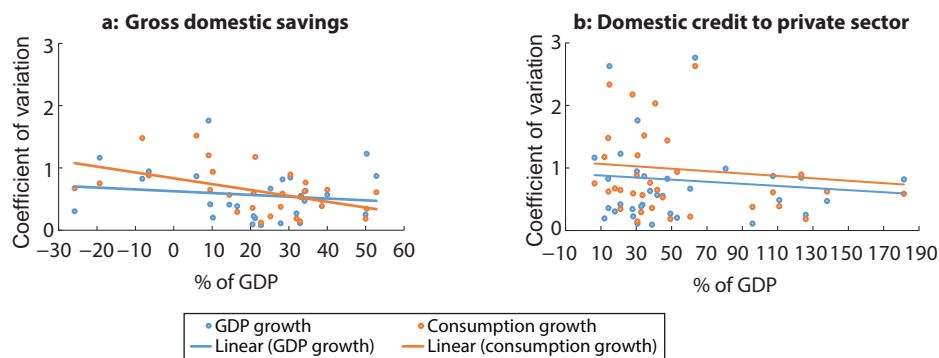 a: Gross domestic savings
Coefficient of variation
3
2
1
0
−30 −20 −10 0 10 20 30 40 50 60
% of GDP
b: Domestic credit to private sector
Coefficient of variation
3
2
1
0
−10 10 30 50 70 90 110 130 150 170 190
% of GDP
GDP growth
Consumption growth
Linear (GDP growth)
Linear (consumption growth)